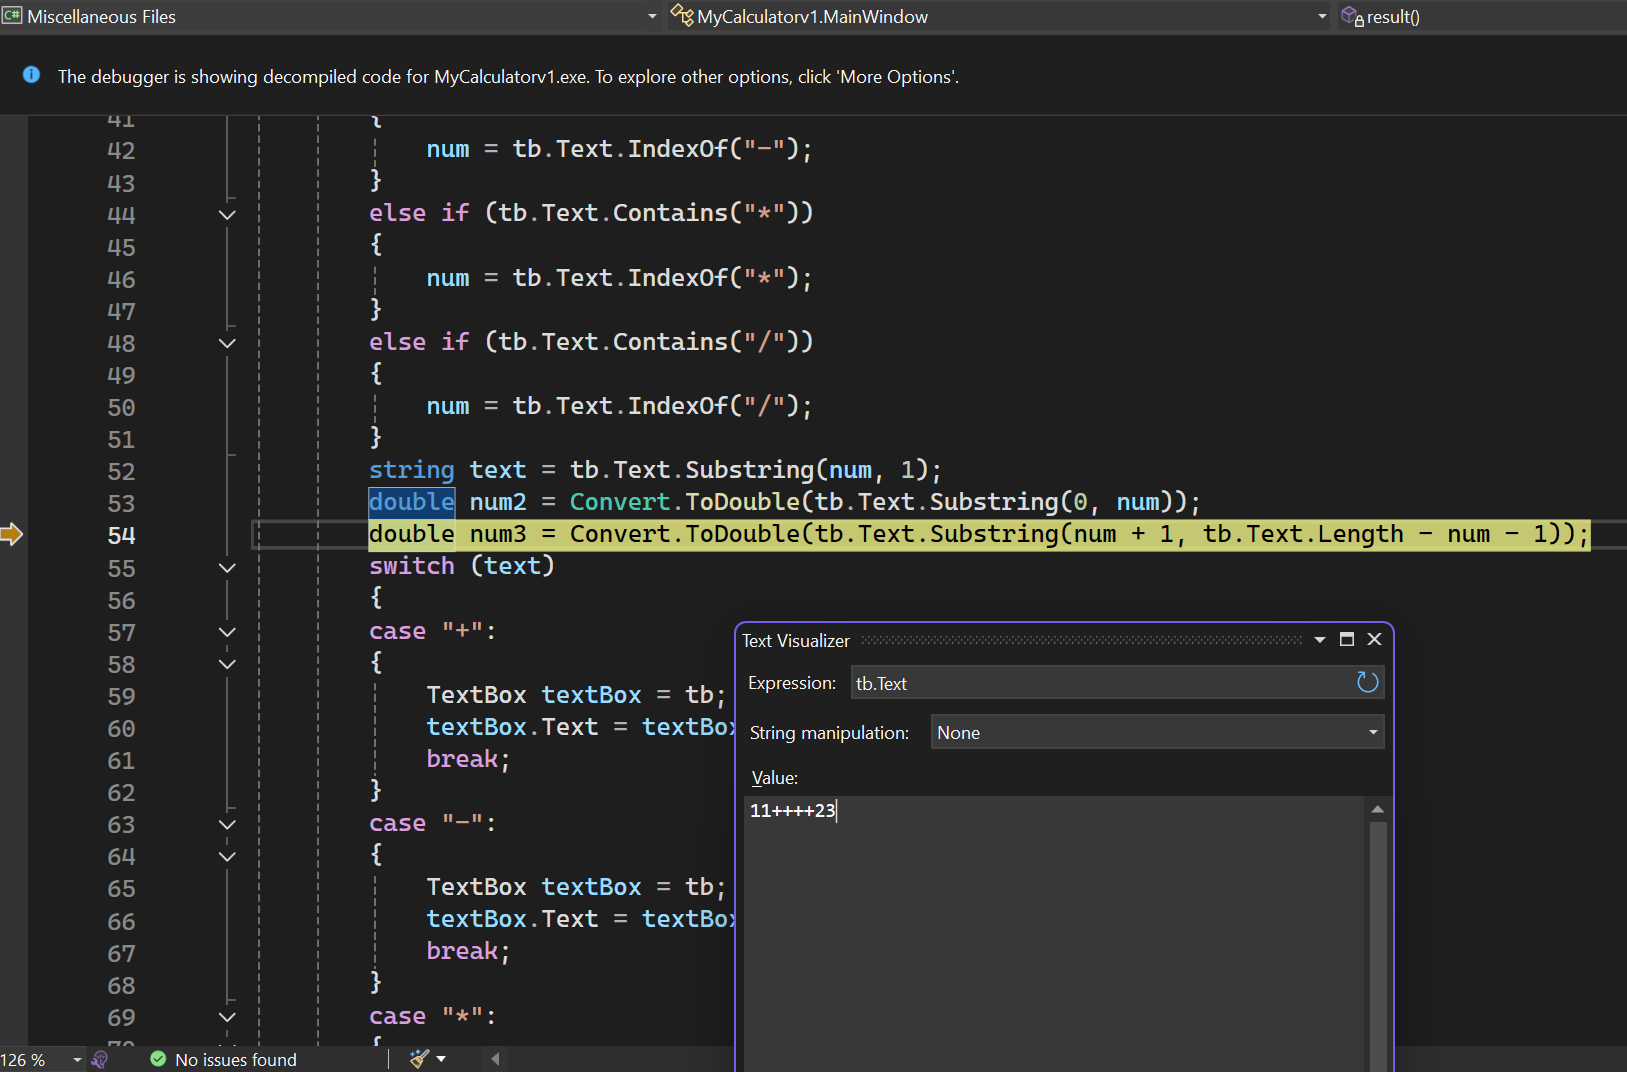 C# Miscellaneous Files MyCalculatorv1.MainWindow result()
The debugger is showing decompiled code for MyCalculatorv1.exe. To explore other options, click 'More Options'.
41 {
42 num = tb.Text.IndexOf("-");
43 }
44 else if (tb.Text.Contains("*"))
45 {
46 num = tb.Text.IndexOf("*");
47 }
48 else if (tb.Text.Contains("/"))
49 {
50 num = tb.Text.IndexOf("/");
51 }
52 string text = tb.Text.Substring(num, 1);
53 double num2 = Convert.ToDouble(tb.Text.Substring(0, num));
54 double num3 = Convert.ToDouble(tb.Text.Substring(num + 1, tb.Text.Length - num - 1));
55 switch (text)
56 {
57 case "+":
58 {
59 TextBox textBox = tb;
60 textBox.Text = textBox
61 break;
62 }
63 case "-":
64 {
65 TextBox textBox = tb;
66 textBox.Text = textBox
67 break;
68 }
69 case "*":
70 {
Text Visualizer
Expression: tb.Text
String manipulation: None
Value:
11++++23
126 % No issues found